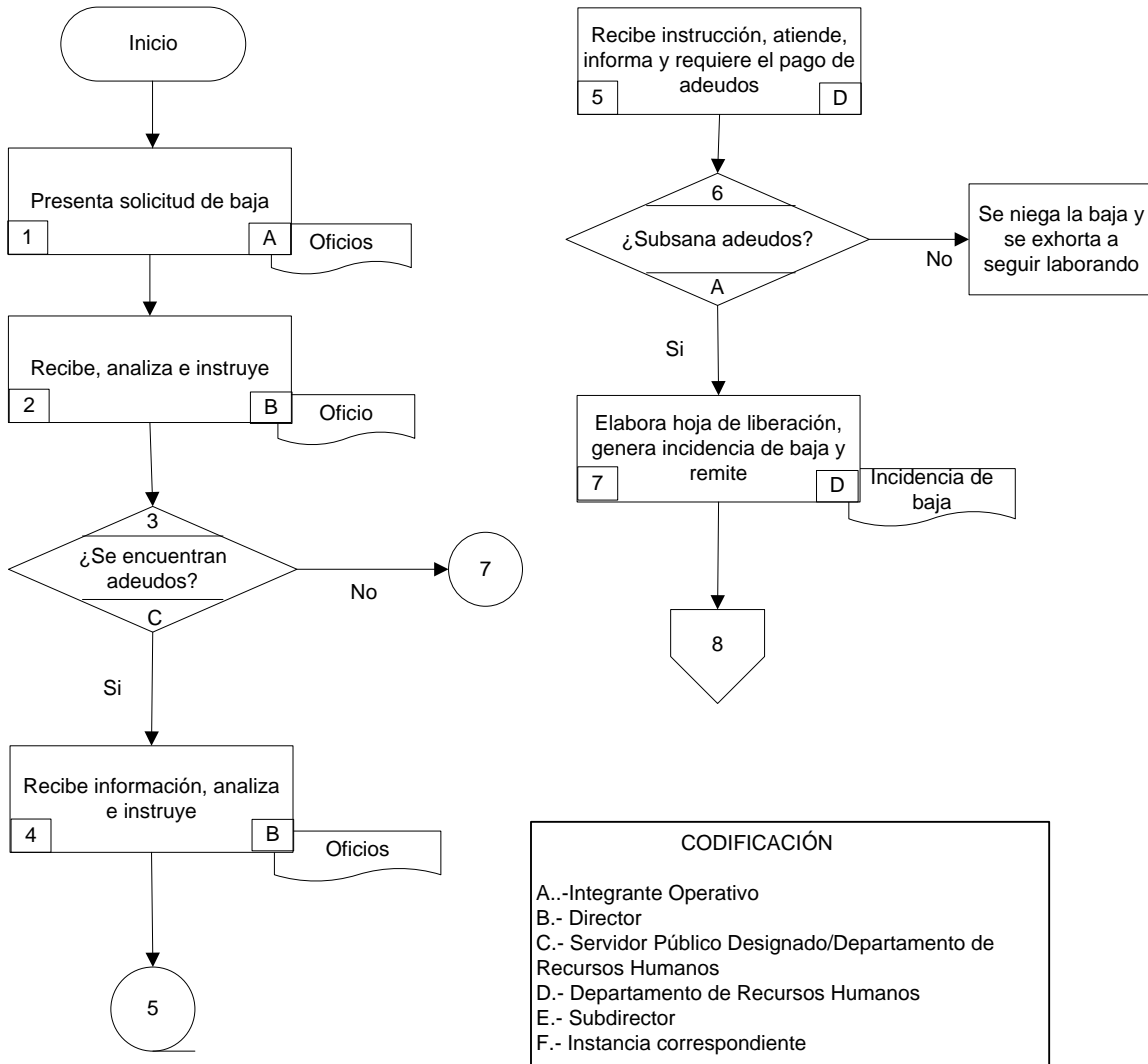 Inicio
Presenta solicitud de baja
1
A
Oficios
Recibe, analiza e instruye
2
B
Oficio
3
¿Se encuentran
adeudos?
C
No
7
Si
Recibe información, analiza
e instruye
4
B
Oficios
5
Recibe instrucción, atiende,
informa y requiere el pago de
adeudos
5
D
6
¿Subsana adeudos?
A
No
Se niega la baja y
se exhorta a
seguir laborando
Si
Elabora hoja de liberación,
genera incidencia de baja y
remite
7
D
Incidencia de
baja
8
CODIFICACIÓN
A..-Integrante Operativo
B.- Director
C.- Servidor Público Designado/Departamento de
Recursos Humanos
D.- Departamento de Recursos Humanos
E.- Subdirector
F.- Instancia correspondiente